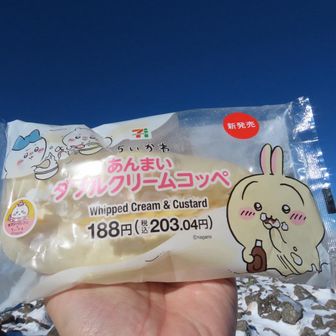 新発売
ちいかわ
あんまい
ダブルクリームコッペ
Whipped Cream & Custard
188円(税込203.04円)
©nagano